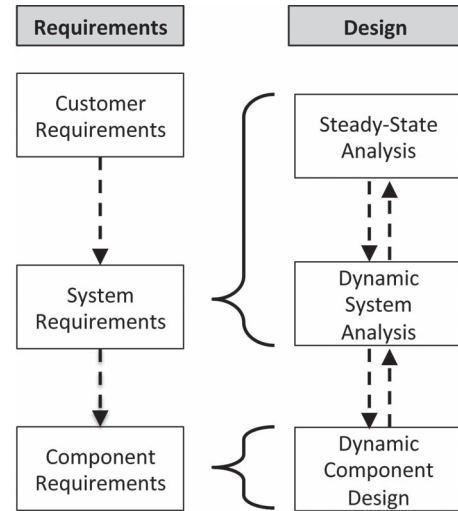 Requirements
Design
Customer
Requirements
Steady-State
Analysis
System
Requirements
Dynamic
System
Analysis
Component
Requirements
Dynamic
Component
Design